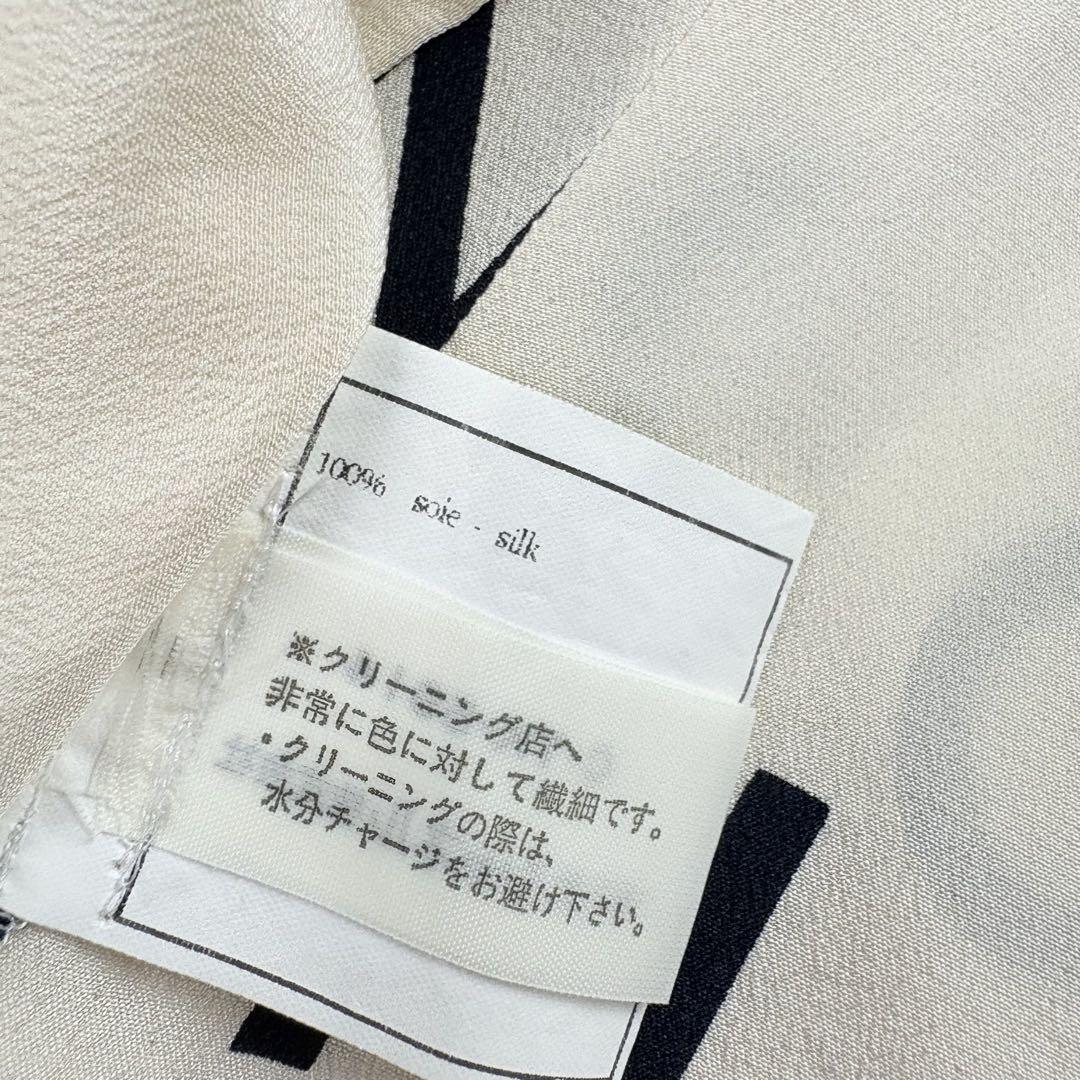 100% soie - silk
※クリーニング店へ
非常に色に対して繊細です。
・クリーニングの際は、
水分チャージをお避け下さい。